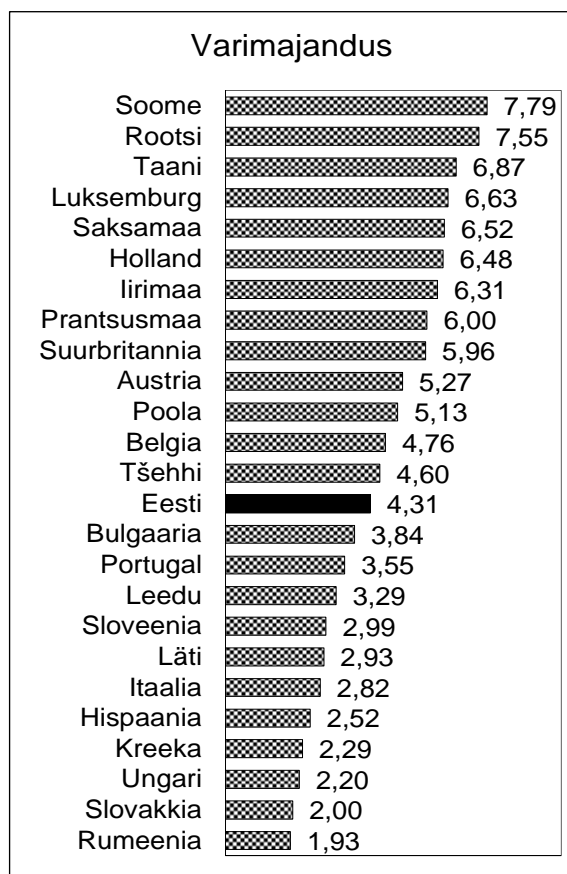 Varimajandus
Soome 7,79
Rootsi 7,55
Taani 6,87
Luksemburg 6,63
Saksamaa 6,52
Holland 6,48
Iirimaa 6,31
Prantsusmaa 6,00
Suurbritannia 5,96
Austria 5,27
Poola 5,13
Belgia 4,76
Tšehhi 4,60
Eesti 4,31
Bulgaaria 3,84
Portugal 3,55
Leedu 3,29
Sloveenia 2,99
Läti 2,93
Itaalia 2,82
Hispaania 2,52
Kreeka 2,29
Ungari 2,20
Slovakkia 2,00
Rumeenia 1,93